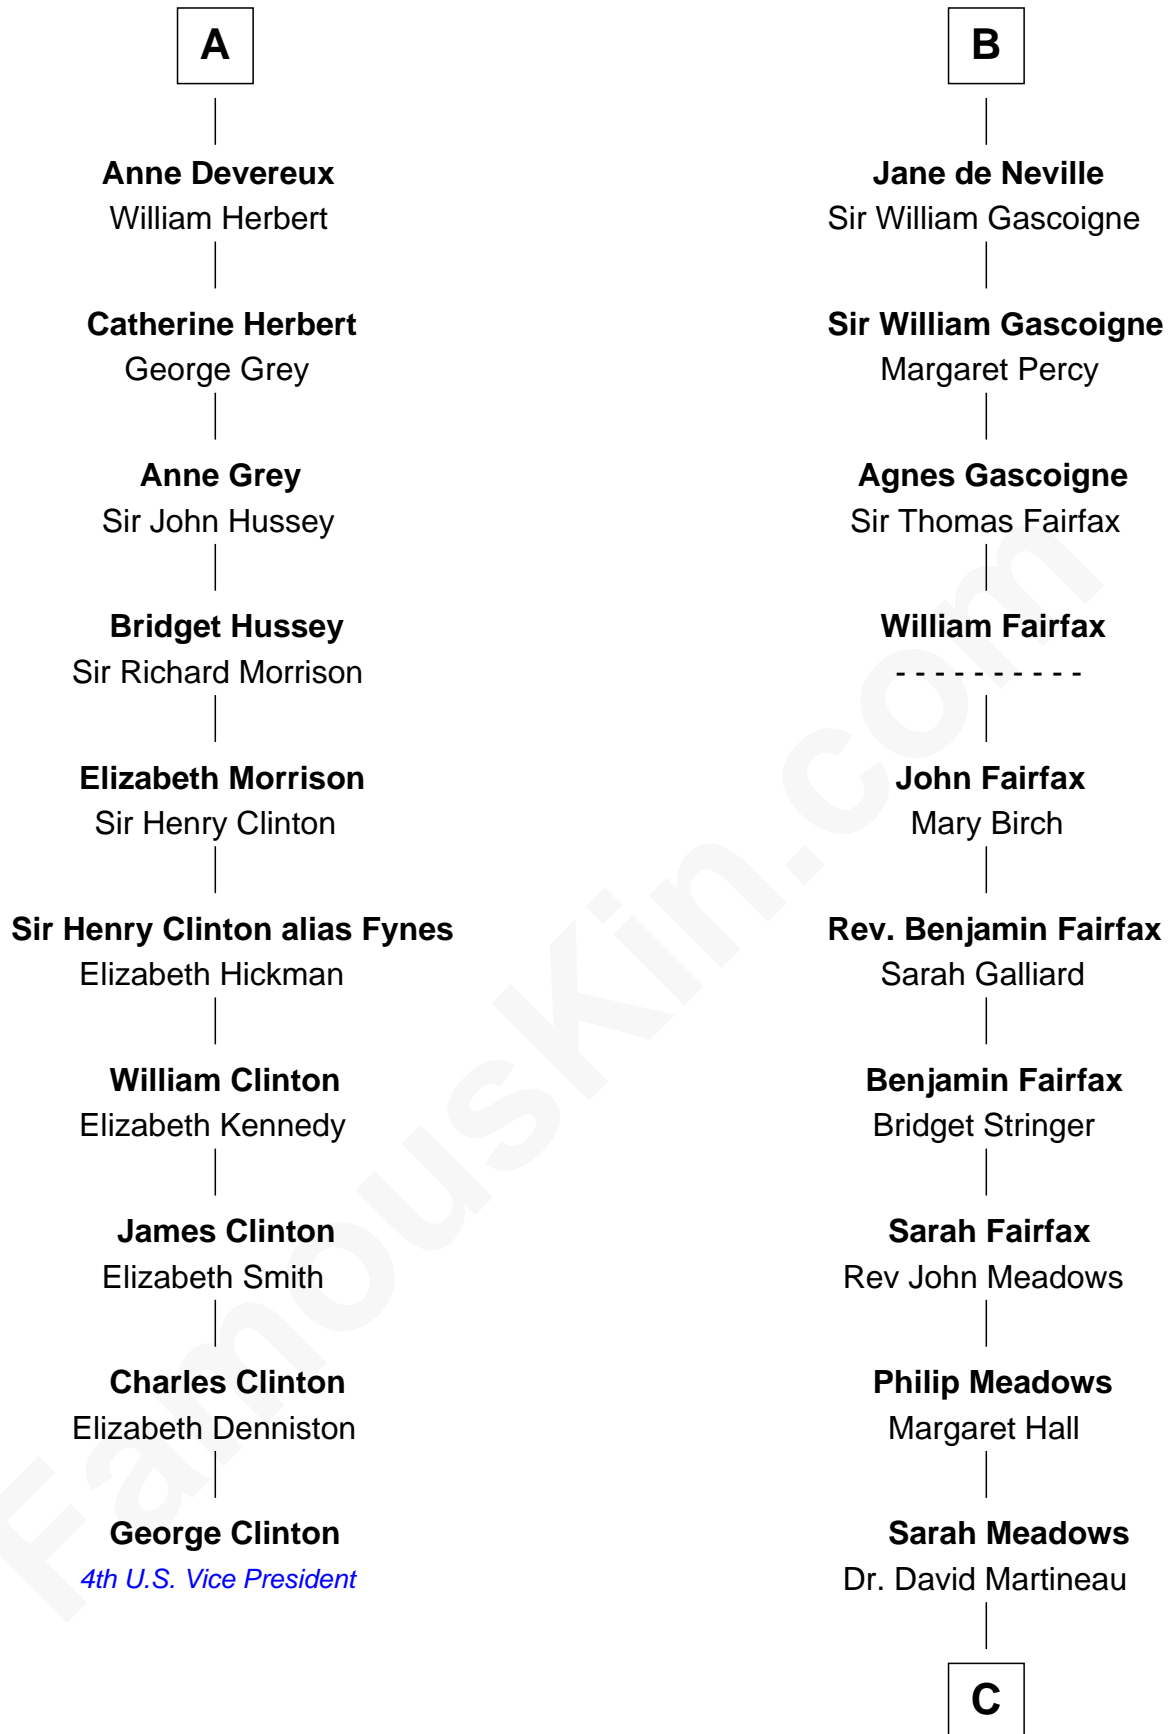 A
Anne Devereux
William Herbert
Catherine Herbert
George Grey
Anne Grey
Sir John Hussey
Bridget Hussey
Sir Richard Morrison
Elizabeth Morrison
Sir Henry Clinton
Sir Henry Clinton alias Fynes
Elizabeth Hickman
William Clinton
Elizabeth Kennedy
James Clinton
Elizabeth Smith
Charles Clinton
Elizabeth Denniston
George Clinton
4th U.S. Vice President
B
Jane de Neville
Sir William Gascoigne
Sir William Gascoigne
Margaret Percy
Agnes Gascoigne
Sir Thomas Fairfax
William Fairfax
- - - - - - - - - -
John Fairfax
Mary Birch
Rev. Benjamin Fairfax
Sarah Galliard
Benjamin Fairfax
Bridget Stringer
Sarah Fairfax
Rev John Meadows
Philip Meadows
Margaret Hall
Sarah Meadows
Dr. David Martineau
C
FamousKin.com